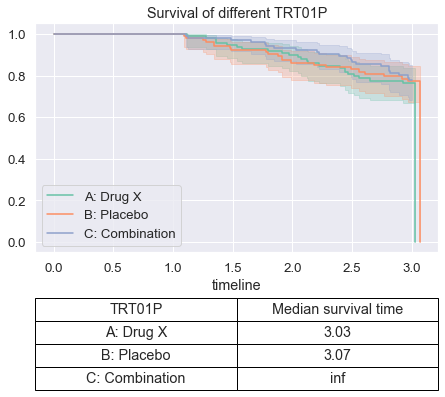 Survival of different TRT01P
1.0
0.8
0.6
0.4
0.2
0.0
A: Drug X
B: Placebo
C: Combination
0.0 0.5 1.0 1.5 2.0 2.5 3.0
timeline
TRT01P Median survival time
A: Drug X 3.03
B: Placebo 3.07
C: Combination inf